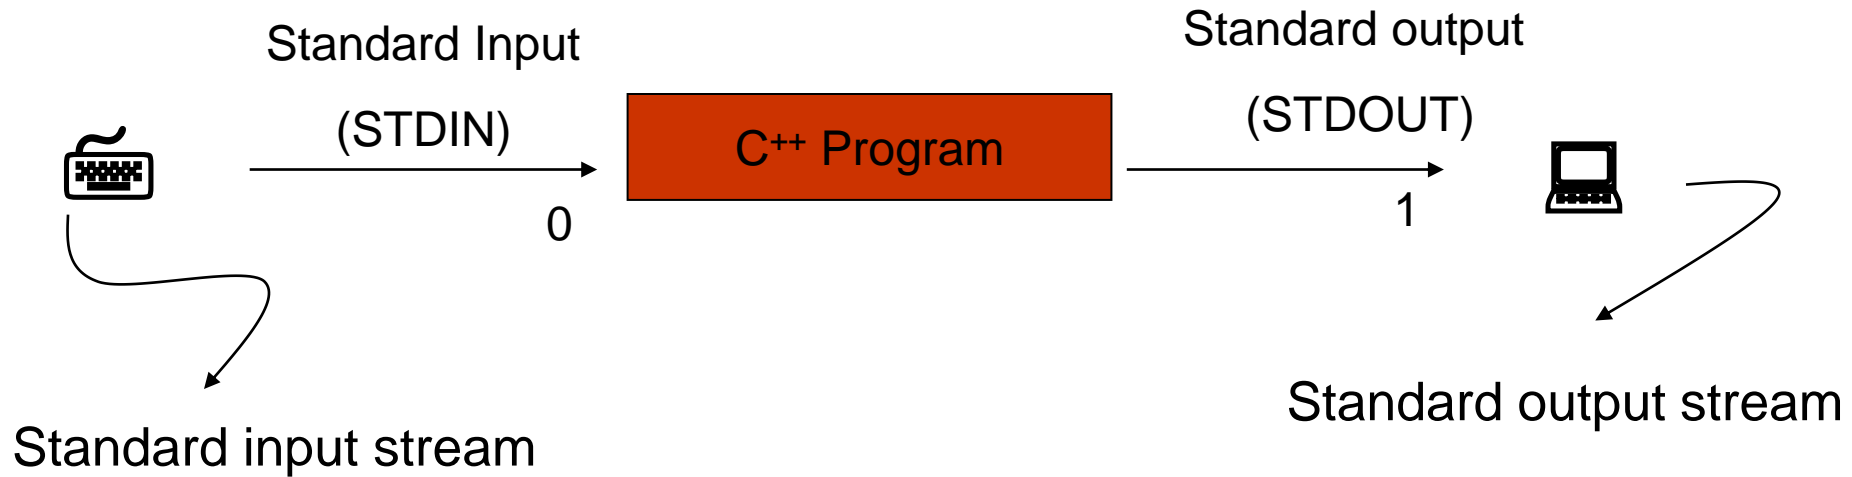 Standard Input
(STDIN)
0
C++ Program
Standard output
(STDOUT)
1
Standard input stream
Standard output stream